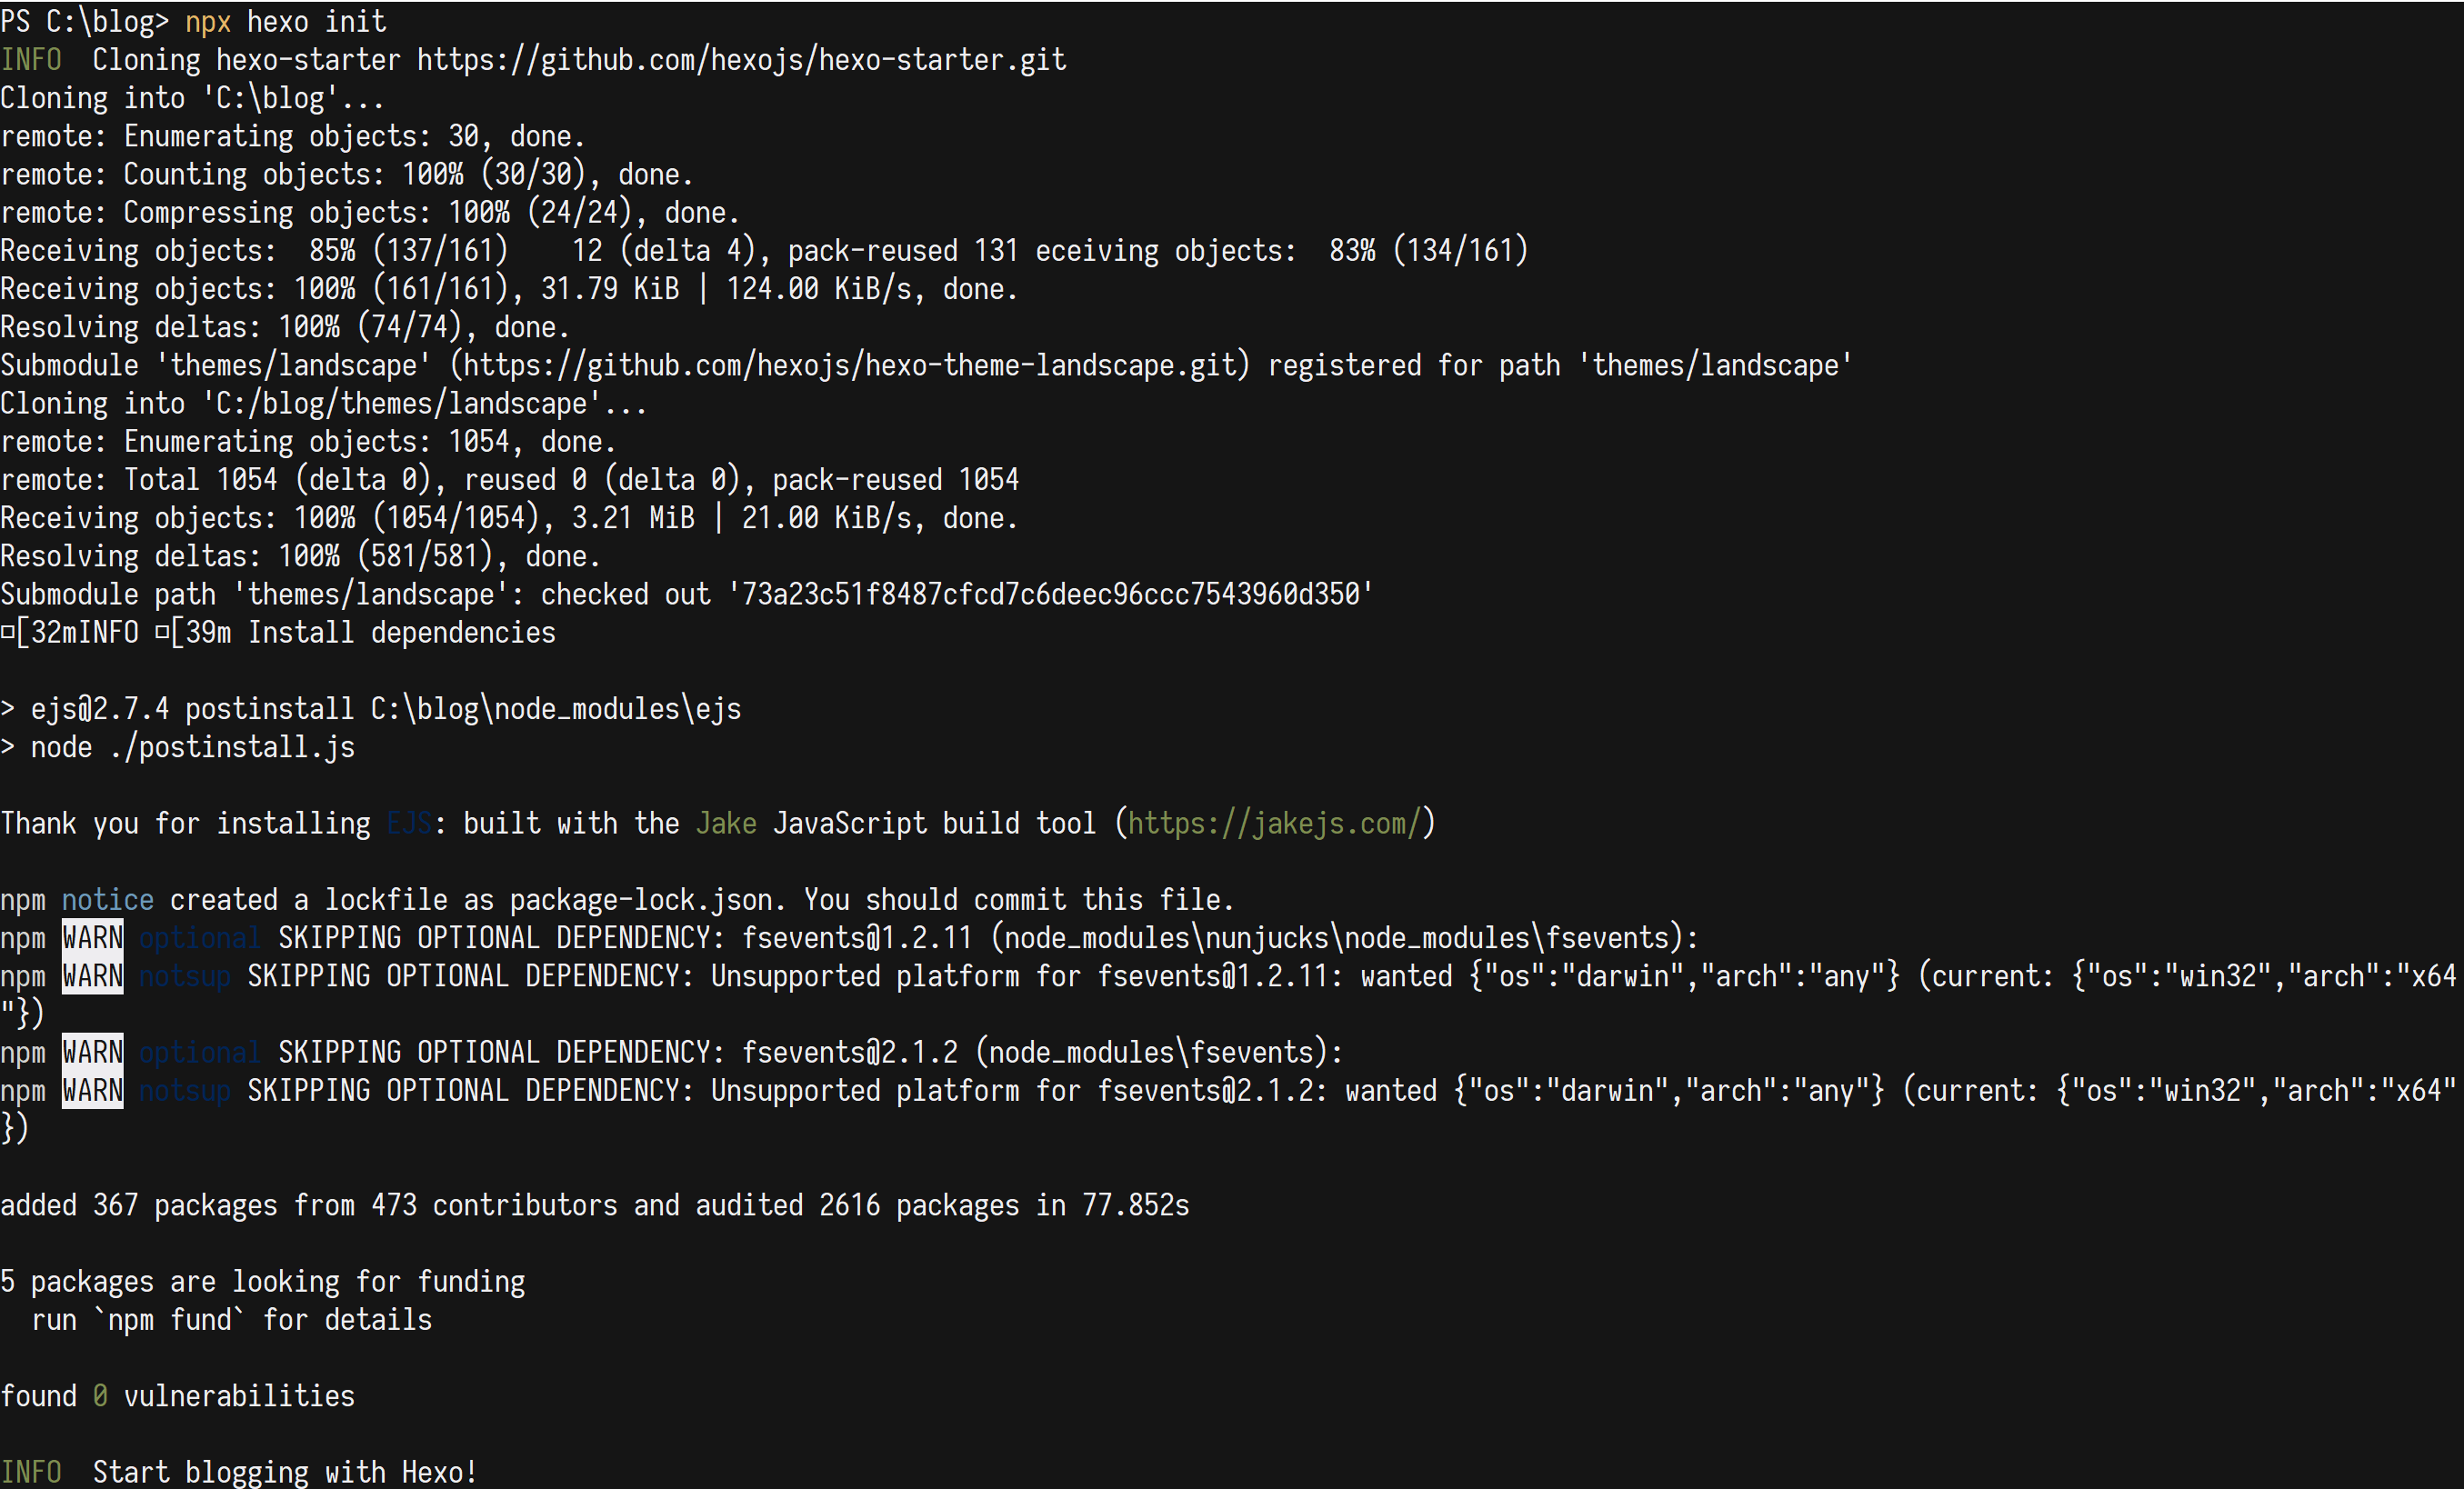 PS C:\blog> npx hexo init
INFO  Cloning hexo-starter https://github.com/hexojs/hexo-starter.git
Cloning into 'C:\blog'...
remote: Enumerating objects: 30, done.
remote: Counting objects: 100% (30/30), done.
remote: Compressing objects: 100% (24/24), done.
Receiving objects:  85% (137/161)    12 (delta 4), pack-reused 131 eceiving objects:  83% (134/161)
Receiving objects: 100% (161/161), 31.79 KiB | 124.00 KiB/s, done.
Resolving deltas: 100% (74/74), done.
Submodule 'themes/landscape' (https://github.com/hexojs/hexo-theme-landscape.git) registered for path 'themes/landscape'
Cloning into 'C:/blog/themes/landscape'...
remote: Enumerating objects: 1054, done.
remote: Total 1054 (delta 0), reused 0 (delta 0), pack-reused 1054
Receiving objects: 100% (1054/1054), 3.21 MiB | 21.00 KiB/s, done.
Resolving deltas: 100% (581/581), done.
Submodule path 'themes/landscape': checked out '73a23c51f8487cfcd7c6deec96ccc7543960d350'
□[32mINFO □[39m Install dependencies

> ejs@2.7.4 postinstall C:\blog\node_modules\ejs
> node ./postinstall.js

Thank you for installing EJS: built with the Jake JavaScript build tool (https://jakejs.com/)

npm notice created a lockfile as package-lock.json. You should commit this file.
npm WARN optional SKIPPING OPTIONAL DEPENDENCY: fsevents@1.2.11 (node_modules\nunjucks\node_modules\fsevents):
npm WARN notsup SKIPPING OPTIONAL DEPENDENCY: Unsupported platform for fsevents@1.2.11: wanted {"os":"darwin","arch":"any"} (current: {"os":"win32","arch":"x64
"})
npm WARN optional SKIPPING OPTIONAL DEPENDENCY: fsevents@2.1.2 (node_modules\fsevents):
npm WARN notsup SKIPPING OPTIONAL DEPENDENCY: Unsupported platform for fsevents@2.1.2: wanted {"os":"darwin","arch":"any"} (current: {"os":"win32","arch":"x64"
})

added 367 packages from 473 contributors and audited 2616 packages in 77.852s

5 packages are looking for funding
  run `npm fund` for details

found 0 vulnerabilities

INFO  Start blogging with Hexo!